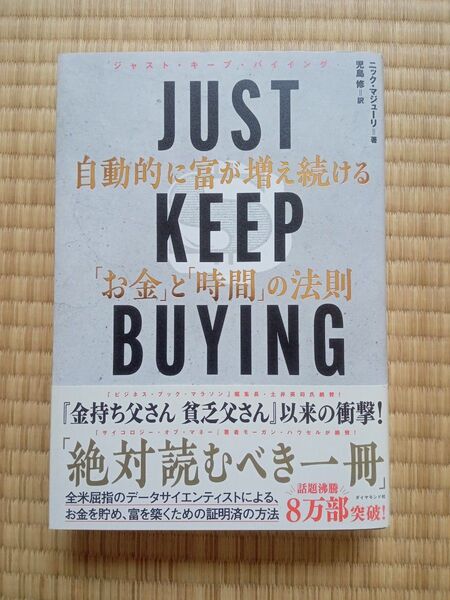 ジャスト・キープ・バイイング
ニック・マジューリ=著
児島 修=訳
JUST
自動的に富が増え続ける
KEEP
「お金」と「時間」の法則
BUYING
「ビジネス・ブック・マラソン」編集長・土井英司氏絶賛!
『金持ち父さん 貧乏父さん』以来の衝撃!
『サイコロジー・オブ・マネー』著者モーガン・ハウセルが絶賛!
「絶対読むべき一冊」
全米屈指のデータサイエンティストによる、
お金を貯め、富を築くための証明済の方法
話題沸騰
8万部突破!
ダイヤモンド社